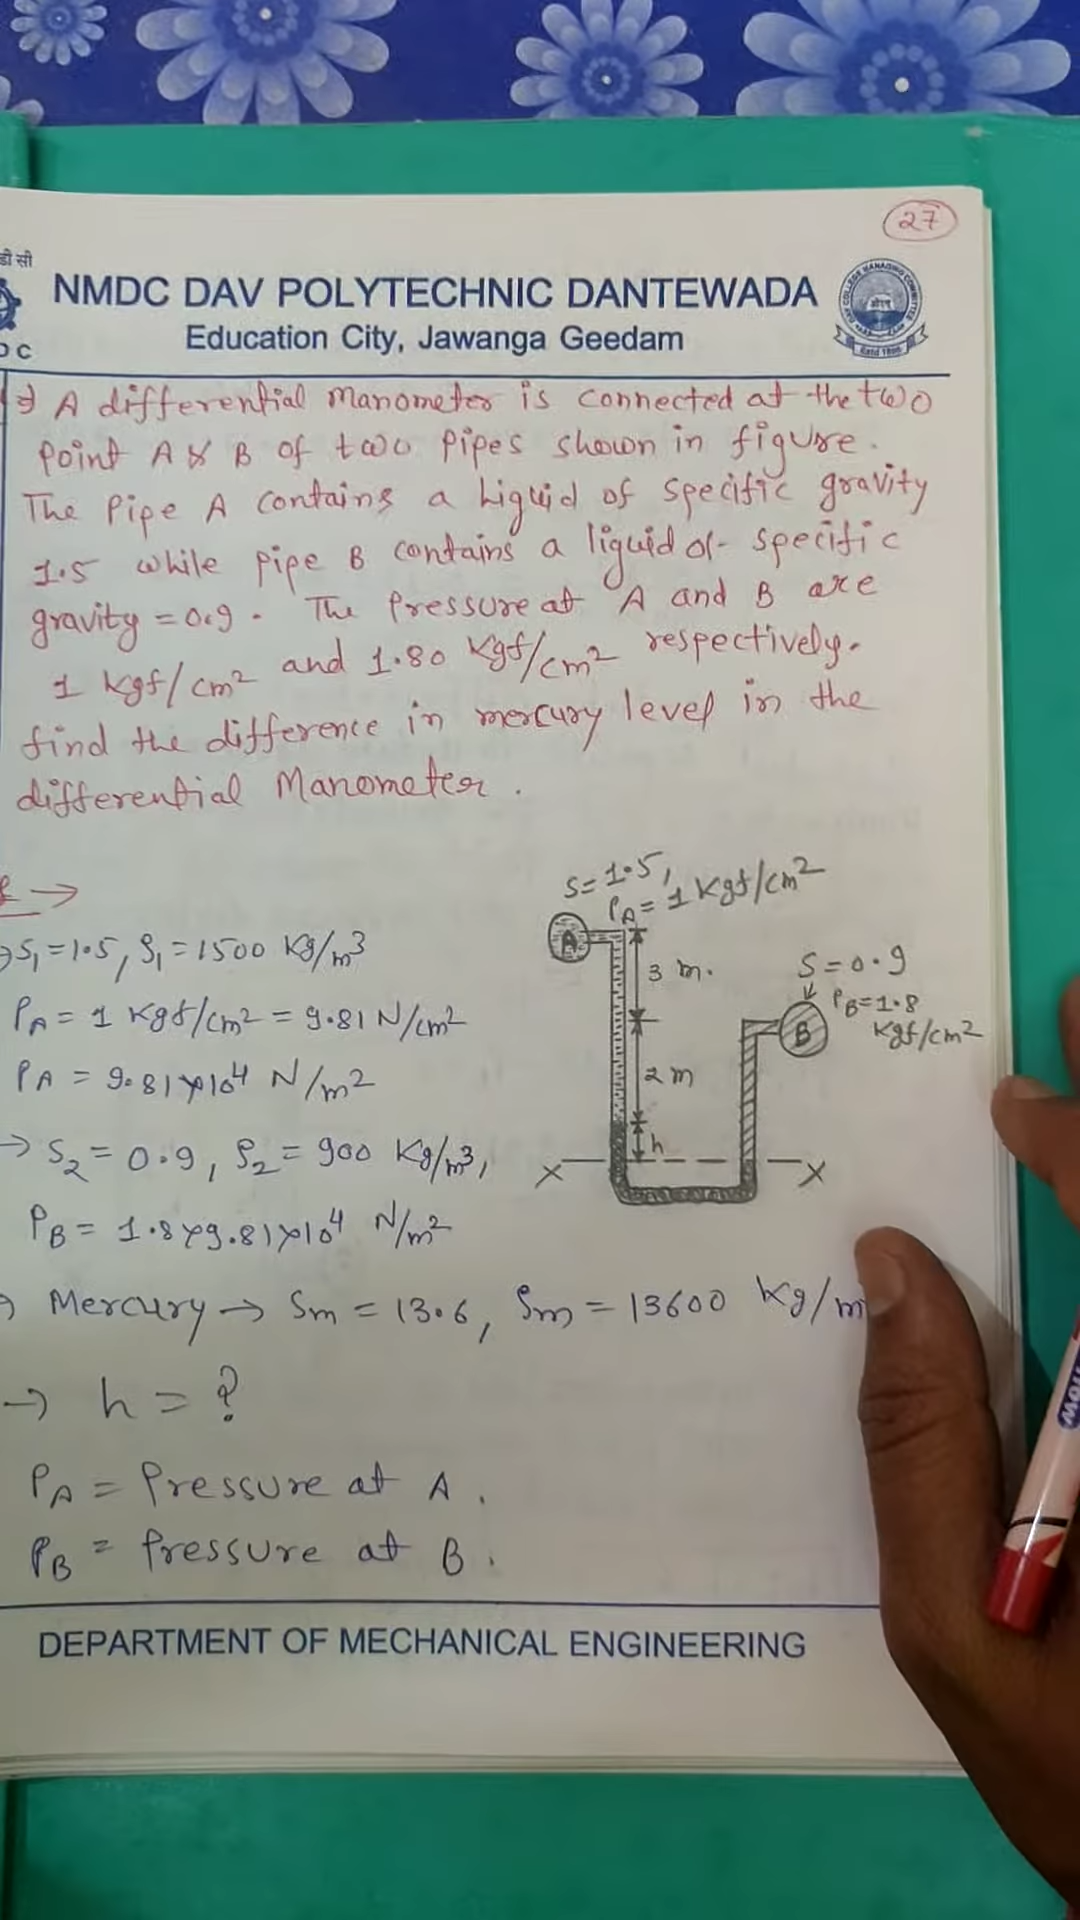 27
डी सी
NMDC DAV POLYTECHNIC DANTEWADA
Education City, Jawanga Geedam
DC
A differential Manometer is connected at the two
point A & B of two pipes shown in figure.
The Pipe A contains a liquid of specific gravity
1.5 while pipe B contains a liquid of specific
gravity = 0.9. The Pressure at A and B are
1 kgf/cm² and 1.80 kgf/cm² respectively.
find the difference in mercury level in the
differential Manometer.
S = 1.5,
PA = 1 kgf/cm²
A
3 m.
S = 0.9
PB = 1.8
kgf/cm²
B
2 m
h
X X
S₁ = 1.5, ρ₁ = 1500 kg/m³
PA = 1 kgf/cm² = 9.81 N/cm²
PA = 9.81×10⁴ N/m²
→ S₂ = 0.9, ρ₂ = 900 kg/m³,
PB = 1.8×9.81×10⁴ N/m²
Mercury → Sm = 13.6, ρm = 13600 kg/m
→ h = ?
PA = Pressure at A.
PB = Pressure at B.
DEPARTMENT OF MECHANICAL ENGINEERING